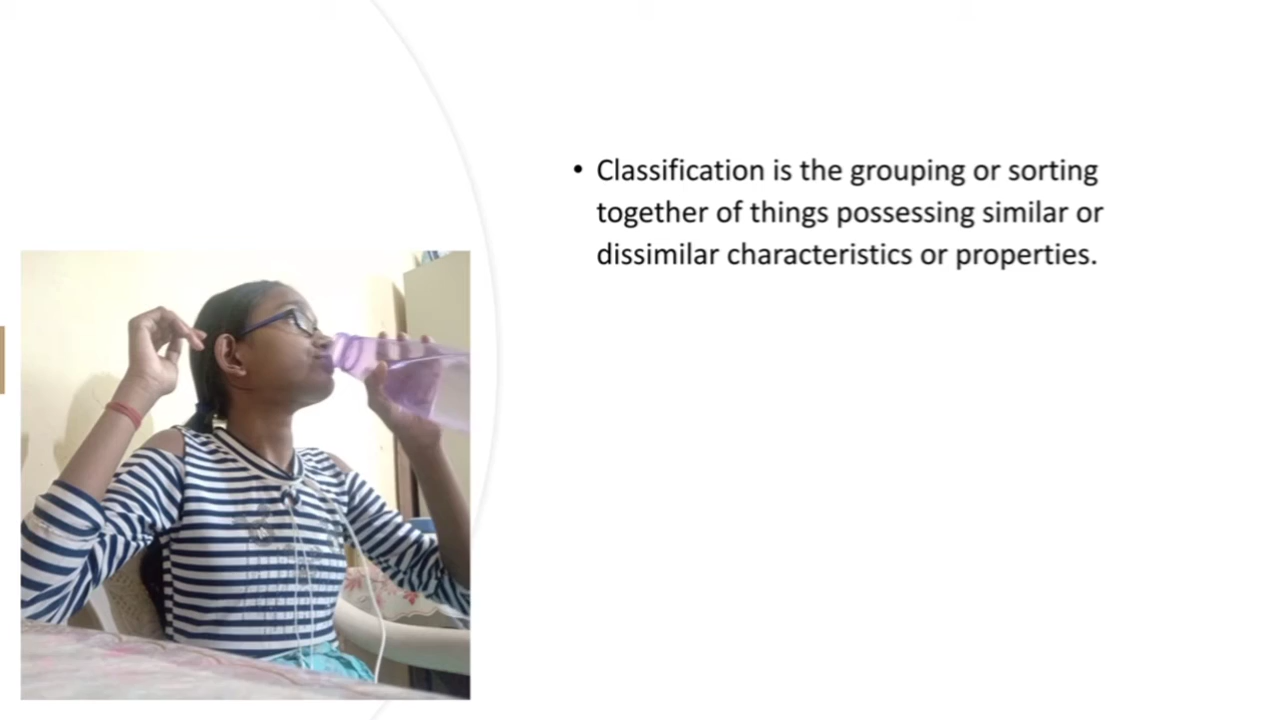 • Classification is the grouping or sorting
together of things possessing similar or
dissimilar characteristics or properties.